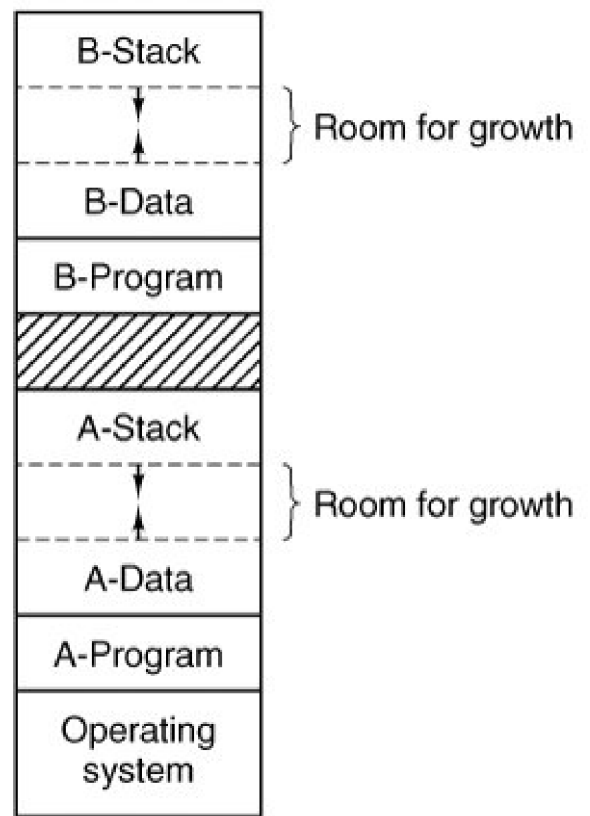 B-Stack
Room for growth
B-Data
B-Program
A-Stack
Room for growth
A-Data
A-Program
Operating
system